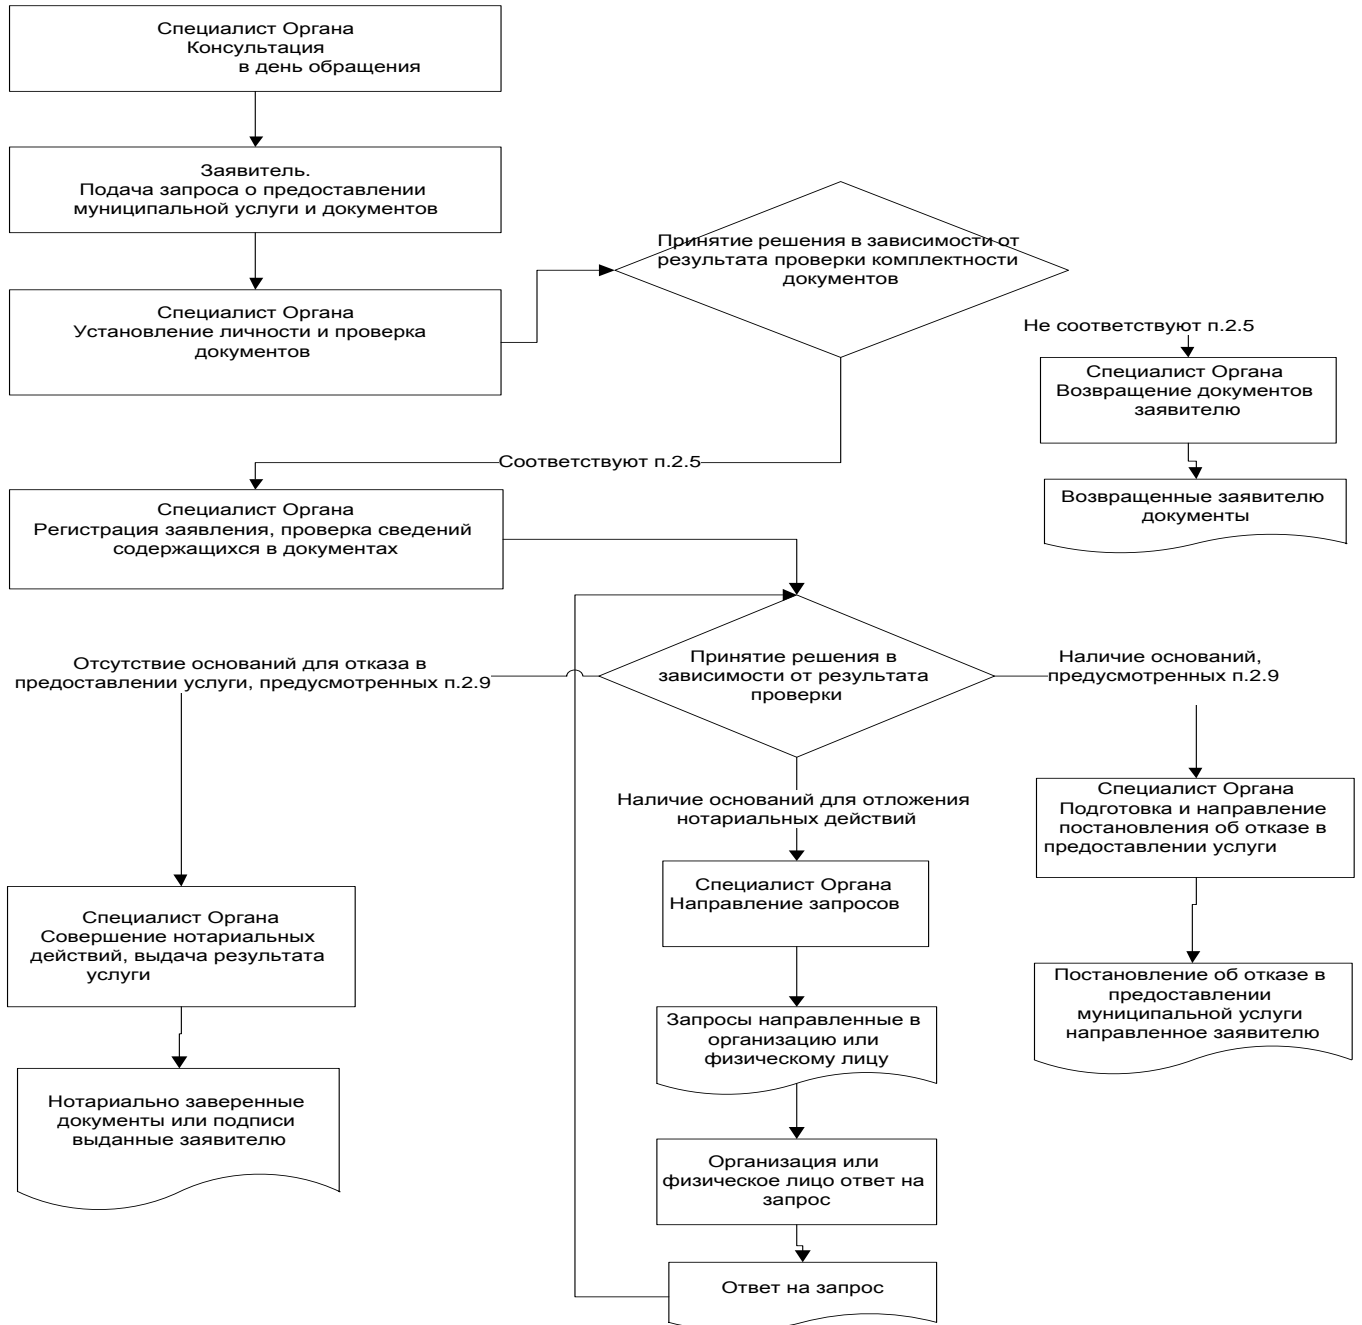 Специалист Органа
Консультация
в день обращения
Заявитель.
Подача запроса о предоставлении
муниципальной услуги и документов
Специалист Органа
Установление личности и проверка
документов
Принятие решения в зависимости от
результата проверки комплектности
документов
Не соответствуют п.2.5
Специалист Органа
Возвращение документов
заявителю
Возвращенные заявителю
документы
Соответствуют п.2.5
Специалист Органа
Регистрация заявления, проверка сведений
содержащихся в документах
Принятие решения в
зависимости от результата
проверки
Отсутствие оснований для отказа в
предоставлении услуги, предусмотренных п.2.9
Наличие оснований,
предусмотренных п.2.9
Наличие оснований для отложения
нотариальных действий
Специалист Органа
Подготовка и направление
постановления об отказе в
предоставлении услуги
Специалист Органа
Направление запросов
Специалист Органа
Совершение нотариальных
действий, выдача результата
услуги
Постановление об отказе в
предоставлении
муниципальной услуги
направленное заявителю
Запросы направленные в
организацию или
физическому лицу
Нотариально заверенные
документы или подписи
выданные заявителю
Организация или
физическое лицо ответ на
запрос
Ответ на запрос